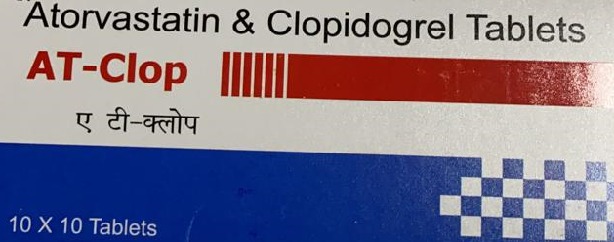 Atorvastatin & Clopidogrel Tablets
AT-Clop
ए टी-क्लोप
10 X 10 Tablets